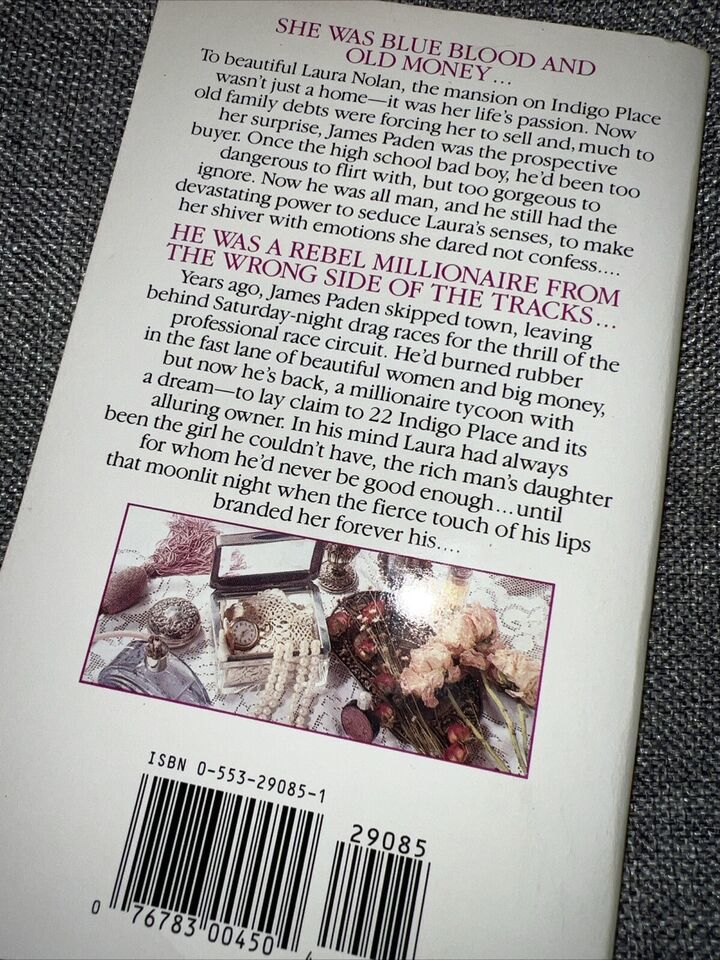 SHE WAS BLUE BLOOD AND
OLD MONEY...
To beautiful Laura Nolan, the mansion on Indigo Place
wasn't just a home—it was her life's passion. Now
old family debts were forcing her to sell and, much to
her surprise, James Paden was the prospective
buyer. Once the high school bad boy, he'd been too
dangerous to flirt with, but too gorgeous to
ignore. Now he was all man, and he still had the
devastating power to seduce Laura's senses, to make
her shiver with emotions she dared not confess....
HE WAS A REBEL MILLIONAIRE FROM
THE WRONG SIDE OF THE TRACKS...
Years ago, James Paden skipped town, leaving
behind Saturday-night drag races for the thrill of the
professional race circuit. He'd burned rubber
in the fast lane of beautiful women and big money,
but now he's back, a millionaire tycoon with
a dream—to lay claim to 22 Indigo Place and its
alluring owner. In his mind Laura had always
been the girl he couldn't have, the rich man's daughter
for whom he'd never be good enough...until
that moonlit night when the fierce touch of his lips
branded her forever his....
ISBN 0-553-29085-1
29085
0 76783 00450 4